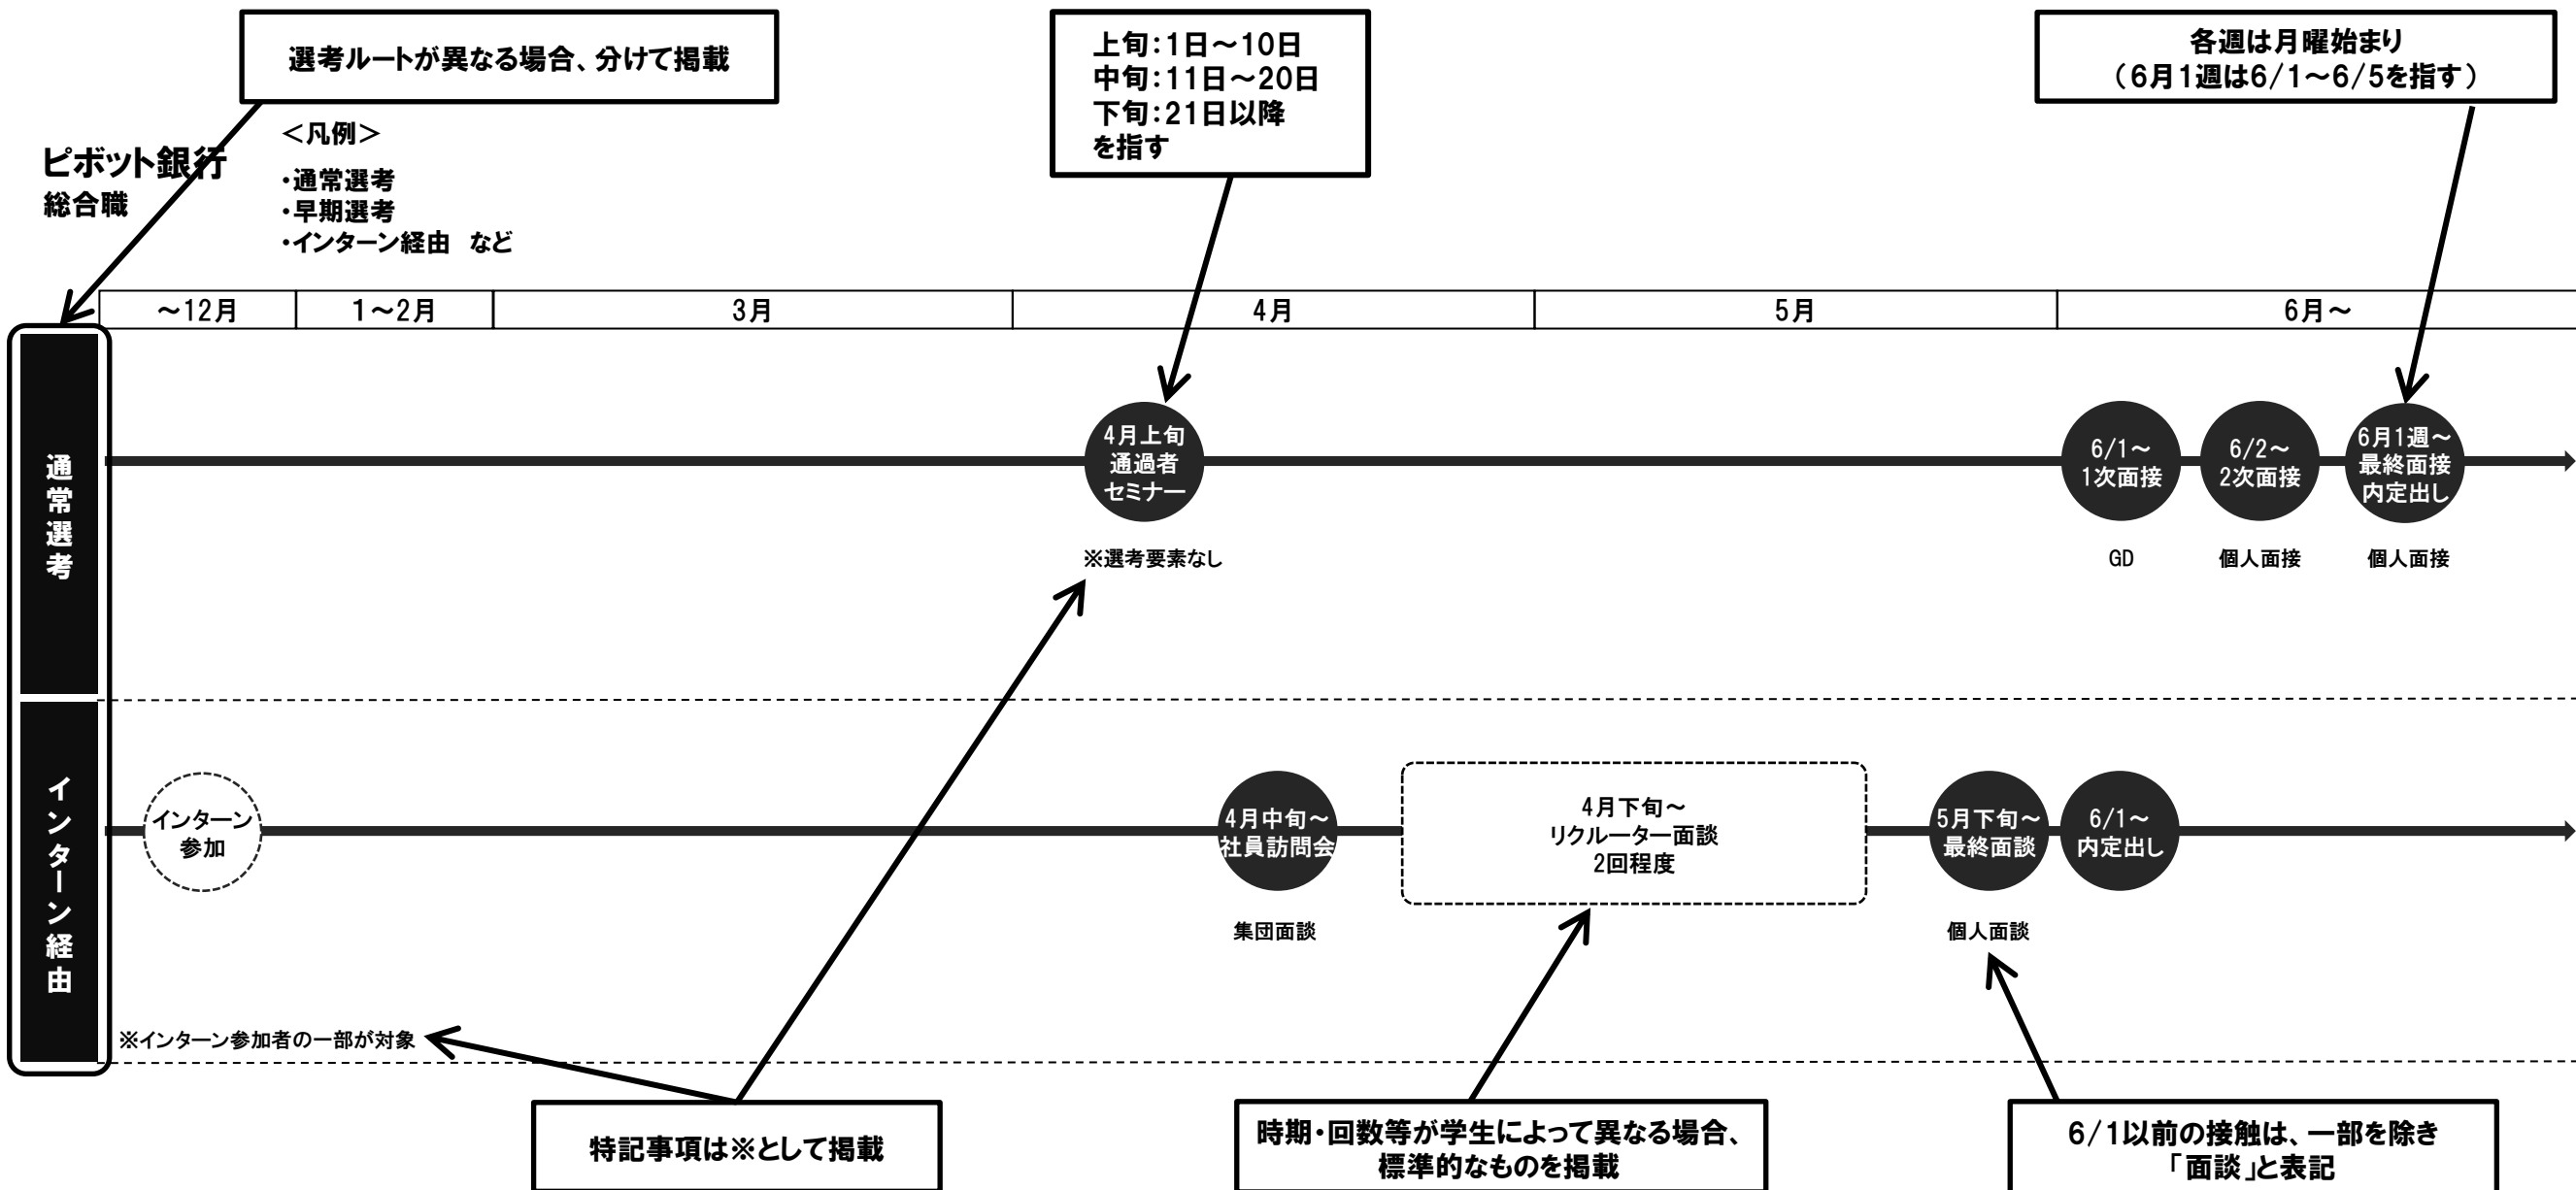 選考ルートが異なる場合、分けて掲載
上旬：1日～10日
中旬：11日～20日
下旬：21日以降
を指す
各週は月曜始まり
（6月1週は6/1～6/5を指す）
ピボット銀行
総合職
＜凡例＞
・通常選考
・早期選考
・インターン経由　など
～12月
1～2月
3月
4月
5月
6月～
通常選考
4月上旬
通過者
セミナー
※選考要素なし
6/1～
1次面接
GD
6/2～
2次面接
個人面接
6月1週～
最終面接
内定出し
個人面接
インターン経由
インターン
参加
※インターン参加者の一部が対象
4月中旬～
社員訪問会
集団面談
4月下旬～
リクルーター面談
2回程度
5月下旬～
最終面談
個人面談
6/1～
内定出し
特記事項は※として掲載
時期・回数等が学生によって異なる場合、
標準的なものを掲載
6/1以前の接触は、一部を除き
「面談」と表記